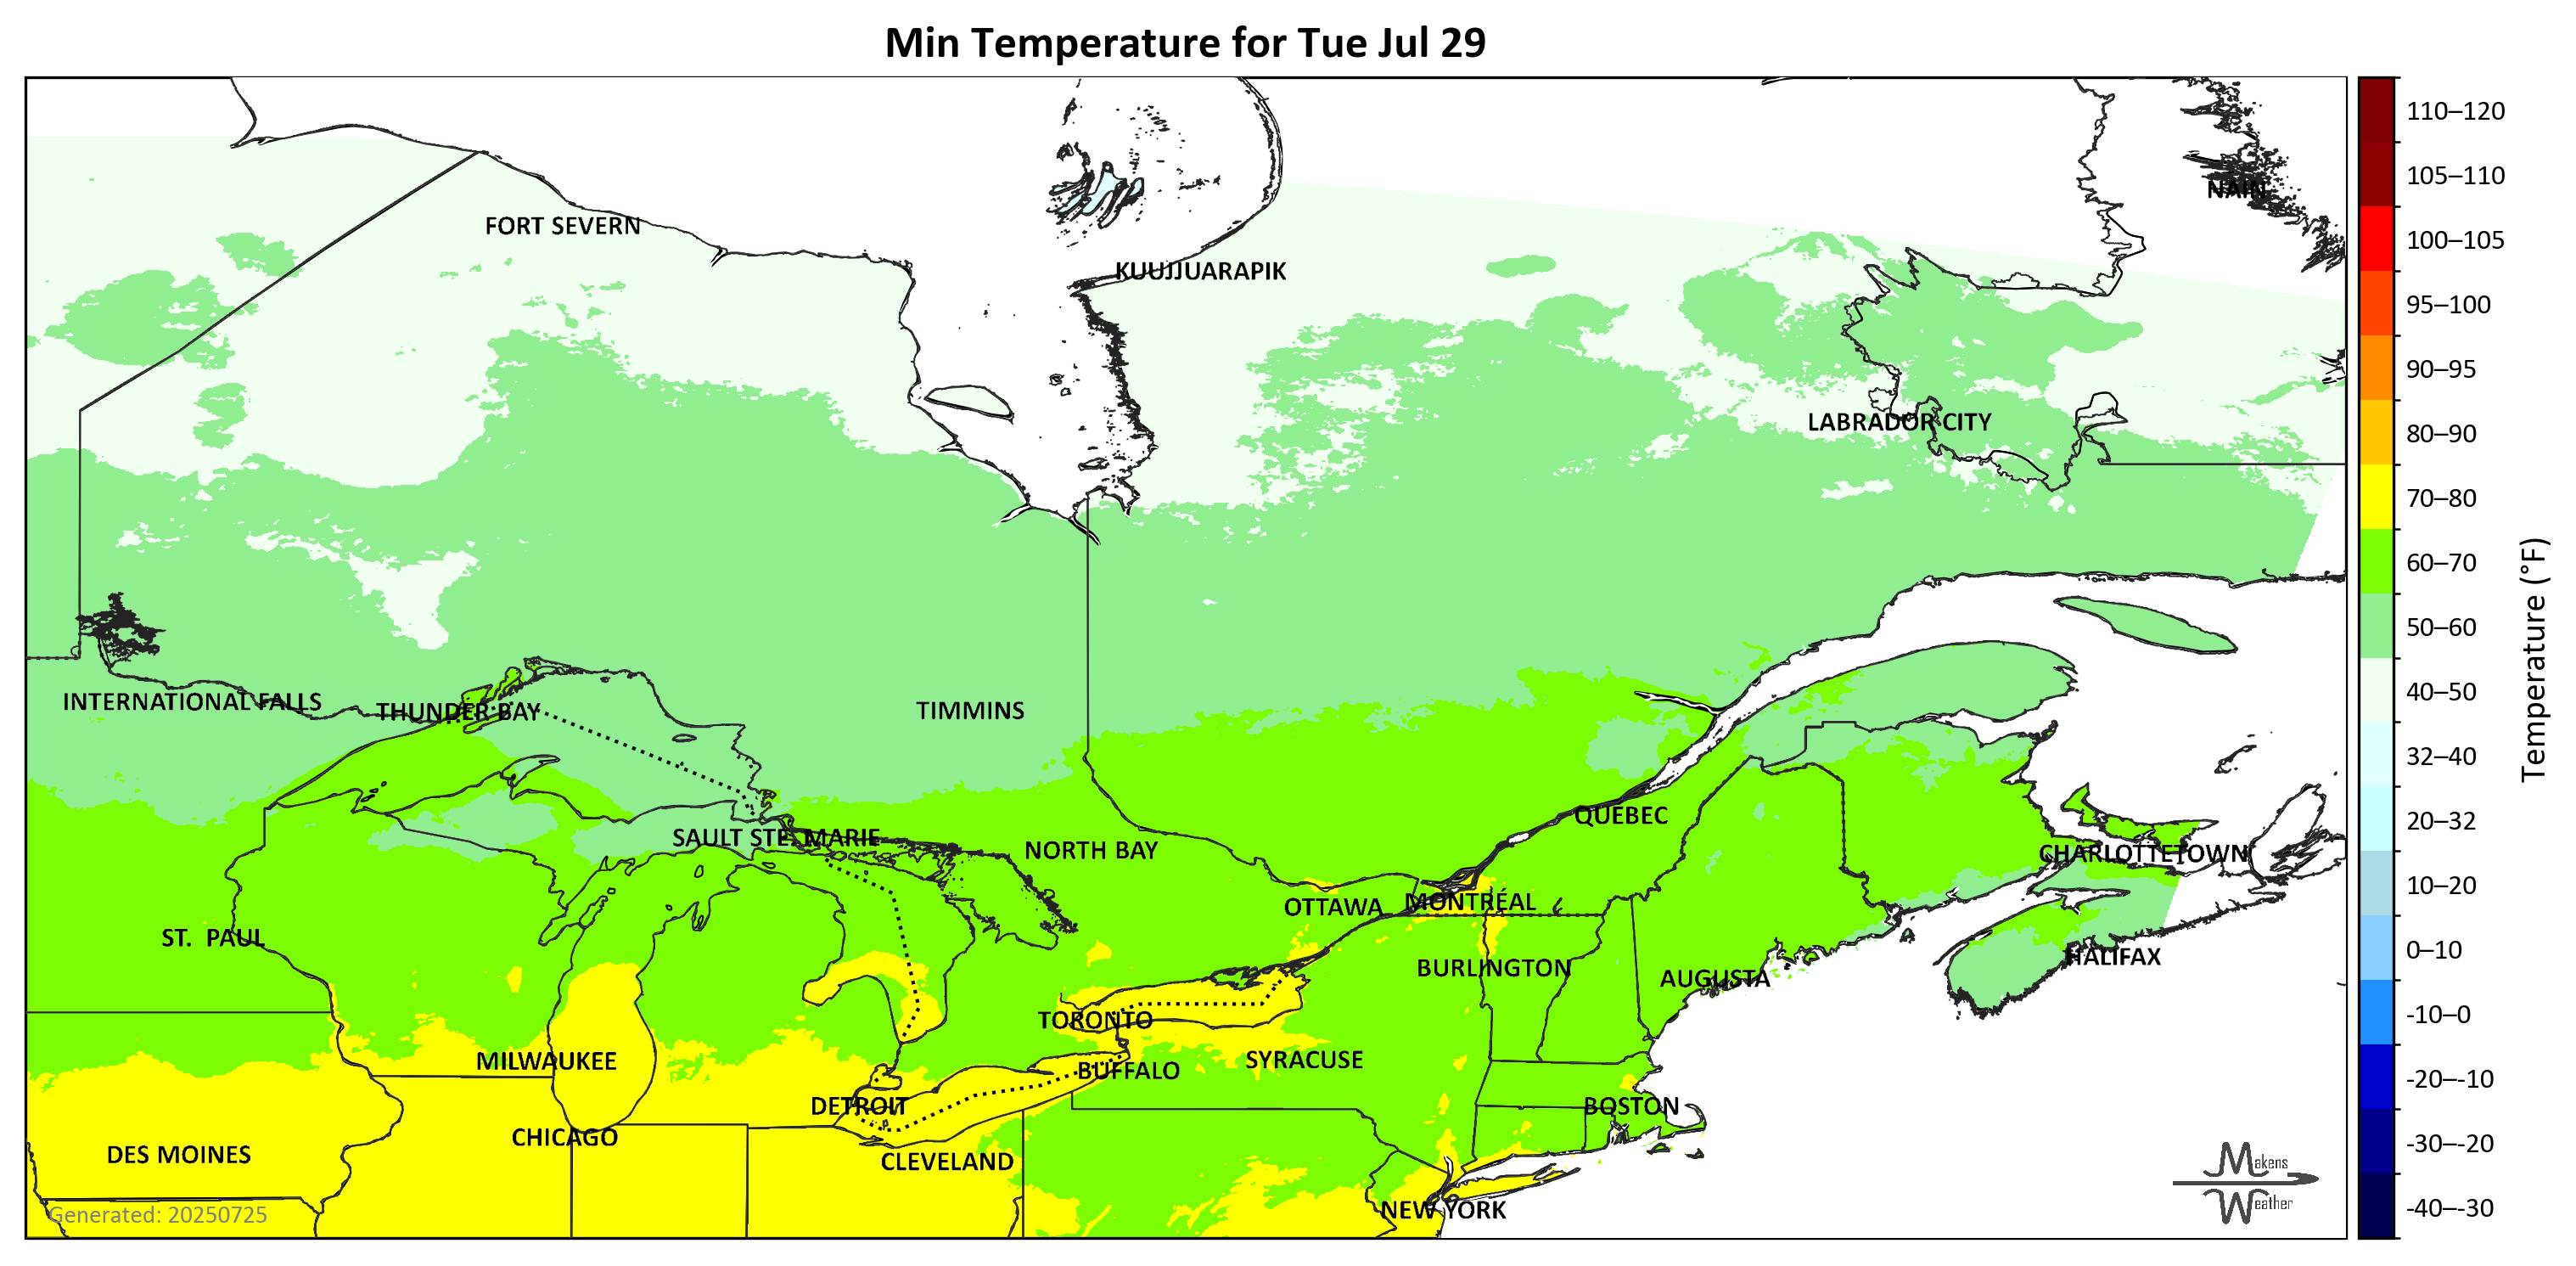 Min Temperature for Tue Jul 29
110–120
105–110
NAIN
FORT SEVERN
100–105
KUUJJUARAPIK
95–100
90–95
LABRADOR CITY
80–90
70–80
60–70
50–60
40–50
INTERNATIONAL FALLS
THUNDER BAY
TIMMINS
Temperature (°F)
32–40
20–32
QUEBEC
SAULT STE. MARIE
NORTH BAY
CHARLOTTETOWN
10–20
OTTAWA
MONTRÉAL
ST. PAUL
0–10
HALIFAX
BURLINGTON
AUGUSTA
-10–0
TORONTO
MILWAUKEE
SYRACUSE
BUFFALO
-20–-10
DETROIT
BOSTON
CHICAGO
-30–-20
DES MOINES
CLEVELAND
Makens
Weather
-40–-30
NEW YORK
Generated: 20250725